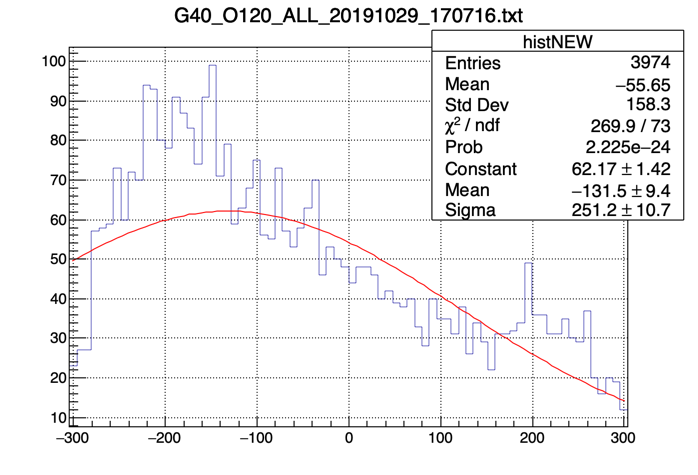 G40_O120_ALL_20191029_170716.txt
histNEW
Entries 3974
Mean −55.65
Std Dev 158.3
χ² / ndf 269.9 / 73
Prob 2.225e−24
Constant 62.17 ± 1.42
Mean −131.5 ± 9.4
Sigma 251.2 ± 10.7
100
90
80
70
60
50
40
30
20
10
−300 −200 −100 0 100 200 300